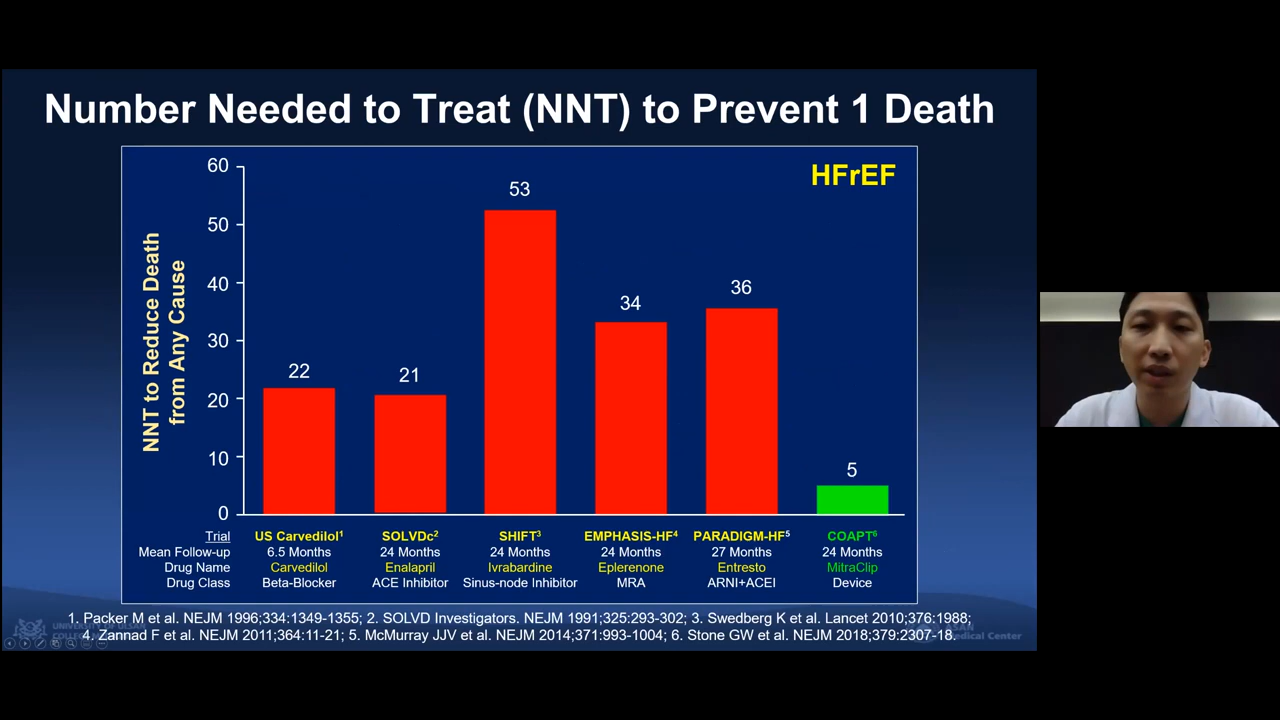 Number Needed to Treat (NNT) to Prevent 1 Death
HFrEF
NNT to Reduce Death
from Any Cause
60
50
40
30
20
10
0
22
21
53
34
36
5
Trial US Carvedilol¹ SOLVDc² SHIFT³ EMPHASIS-HF⁴ PARADIGM-HF⁵ COAPT⁶
Mean Follow-up 6.5 Months 24 Months 24 Months 24 Months 27 Months 24 Months
Drug Name Carvedilol Enalapril Ivrabardine Eplerenone Entresto MitraClip
Drug Class Beta-Blocker ACE Inhibitor Sinus-node Inhibitor MRA ARNI+ACEI Device
1. Packer M et al. NEJM 1996;334:1349-1355; 2. SOLVD Investigators. NEJM 1991;325:293-302; 3. Swedberg K et al. Lancet 2010;376:1988;
4. Zannad F et al. NEJM 2011;364:11-21; 5. McMurray JJV et al. NEJM 2014;371:993-1004; 6. Stone GW et al. NEJM 2018;379:2307-18.
Medical Center